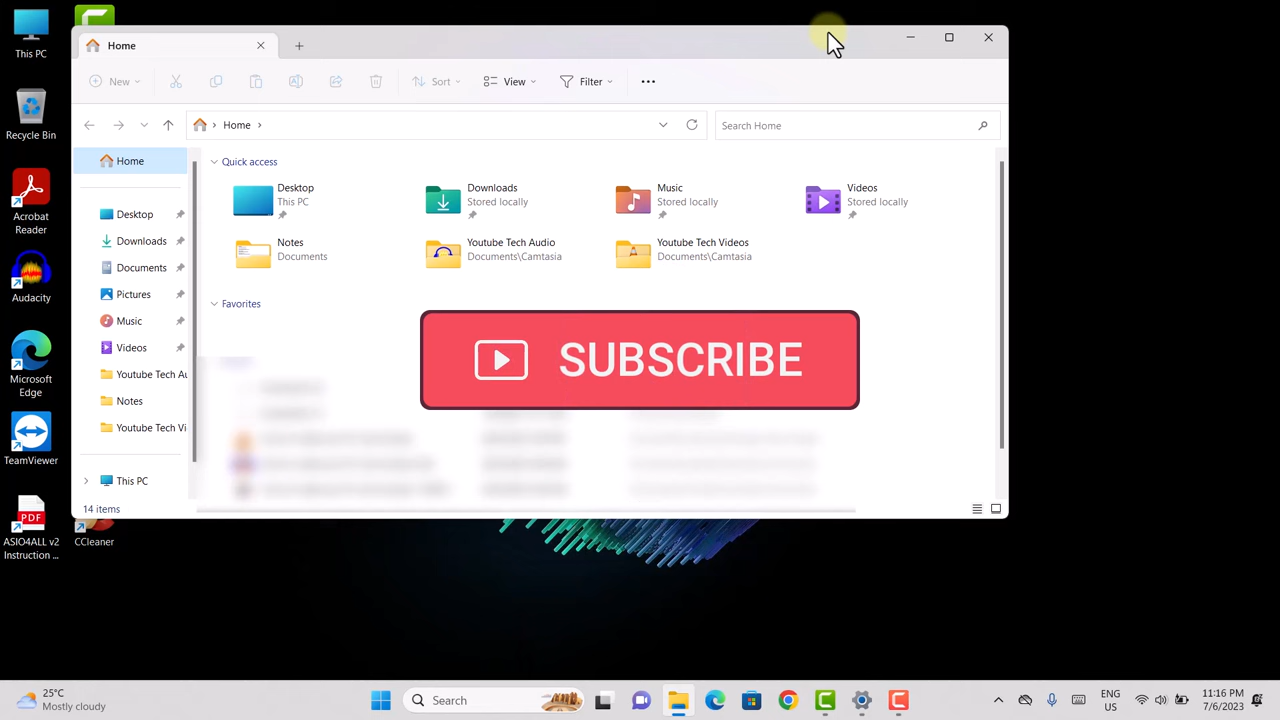 This PC
Recycle Bin
Acrobat
Reader
Audacity
Microsoft
Edge
TeamViewer
PDF
ASIO4ALL v2
Instruction ...
CCleaner
Home
New
Sort
View
Filter
Home
Search Home
Home
Desktop
Downloads
Documents
Pictures
Music
Videos
Youtube Tech Au
Notes
Youtube Tech Vi
This PC
Quick access
Desktop
This PC
Downloads
Stored locally
Music
Stored locally
Videos
Stored locally
Notes
Documents
Youtube Tech Audio
Documents\Camtasia
Youtube Tech Videos
Documents\Camtasia
Favorites
SUBSCRIBE
14 items
25°C
Mostly cloudy
Search
ENG
US
11:16 PM
7/6/2023